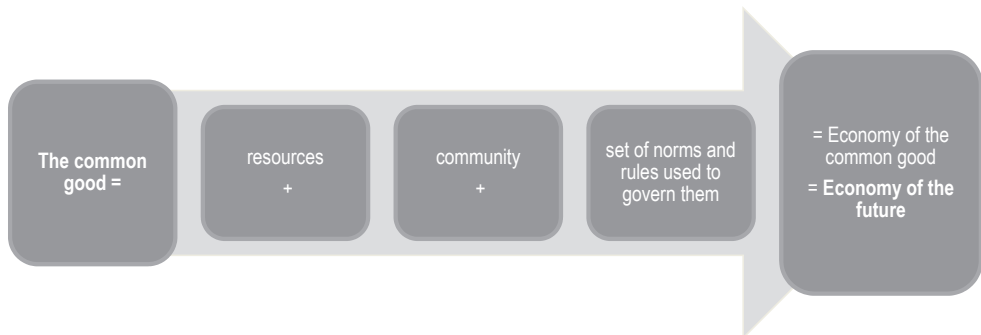 The common
good =
resources
+
community
+
set of norms and
rules used to
govern them
= Economy of the
common good
= Economy of the
future